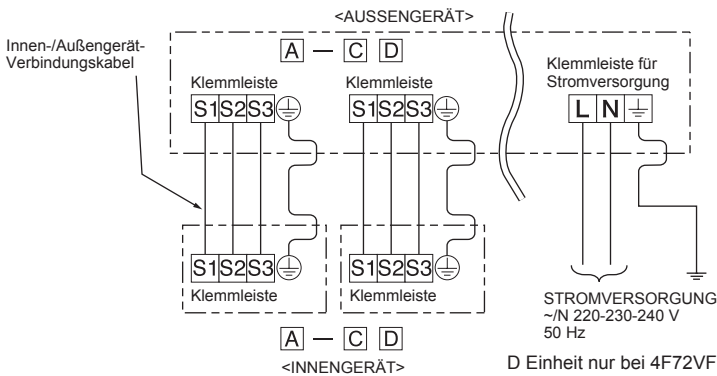 <AUSSENGERÄT>
Innen-/Außengerät-
Verbindungskabel
A — C D
Klemmleiste
S1 S2 S3
Klemmleiste
S1 S2 S3
Klemmleiste für
Stromversorgung
L N
S1 S2 S3
Klemmleiste
S1 S2 S3
Klemmleiste
A — C D
<INNENGERÄT>
STROMVERSORGUNG
~/N 220-230-240 V
50 Hz
D Einheit nur bei 4F72VF